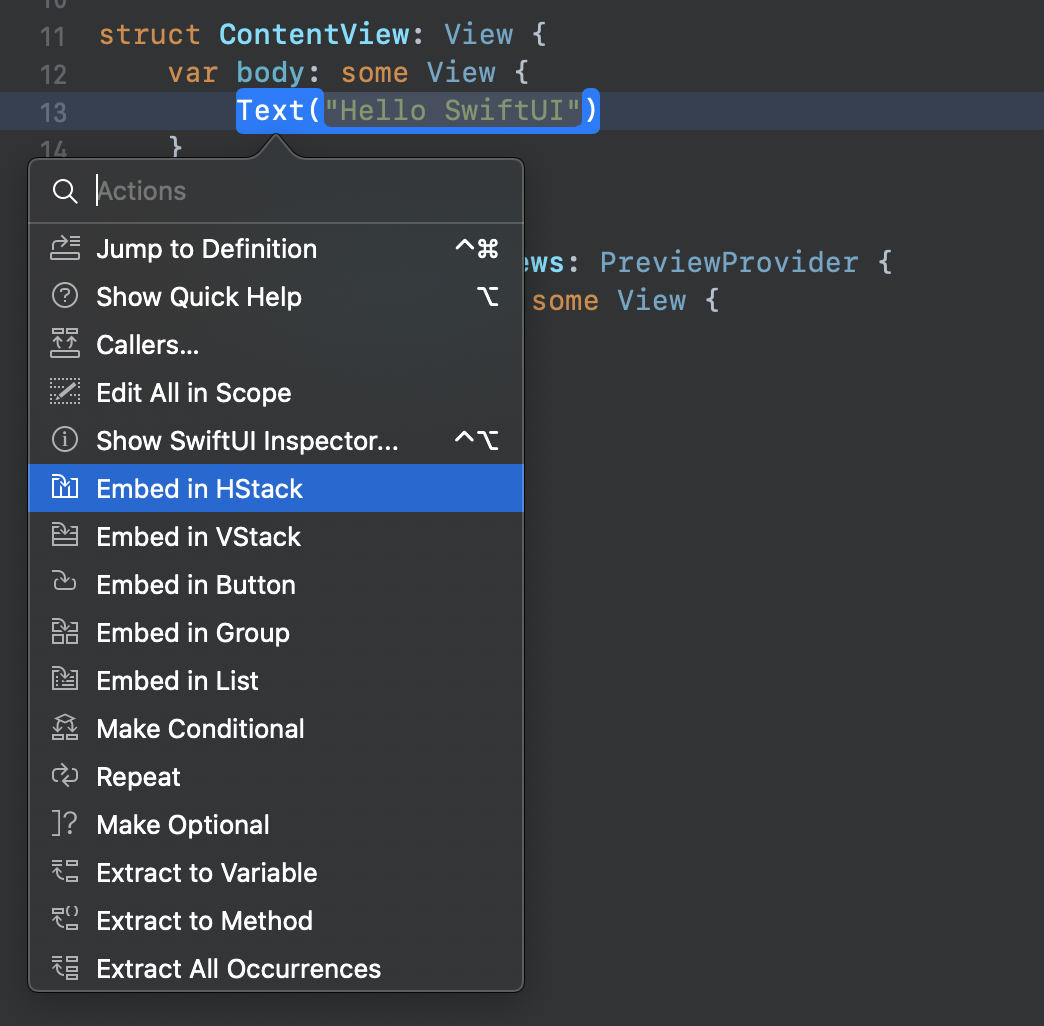 10
11 struct ContentView: View {
12 var body: some View {
13 Text("Hello SwiftUI")
14 }
Actions
Jump to Definition ^⌘
ews: PreviewProvider {
Show Quick Help ⌥
some View {
Callers...
Edit All in Scope
Show SwiftUI Inspector... ^⌥
Embed in HStack
Embed in VStack
Embed in Button
Embed in Group
Embed in List
Make Conditional
Repeat
Make Optional
Extract to Variable
Extract to Method
Extract All Occurrences